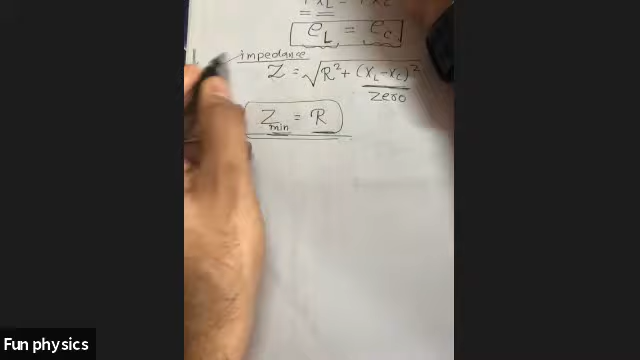 e_L = e_C
impedance
Z = √R² + (X_L - X_C)²
Zero
Z_min = R
Fun physics